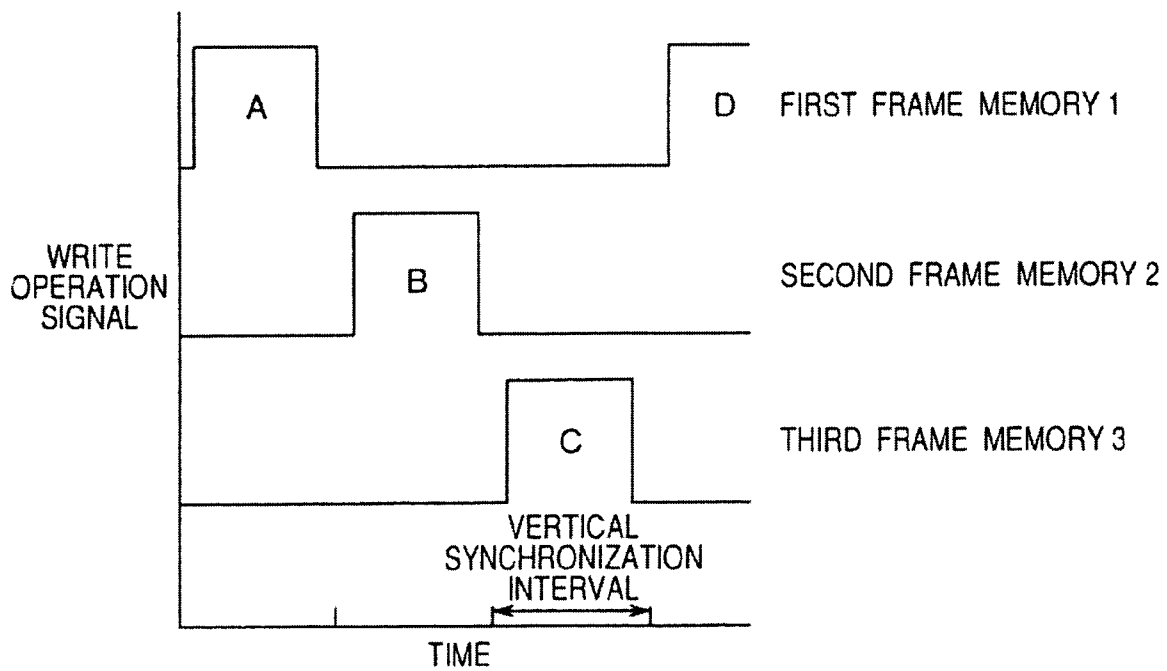 A
D
FIRST FRAME MEMORY 1
WRITE
OPERATION
SIGNAL
B
SECOND FRAME MEMORY 2
C
THIRD FRAME MEMORY 3
VERTICAL
SYNCHRONIZATION
INTERVAL
TIME